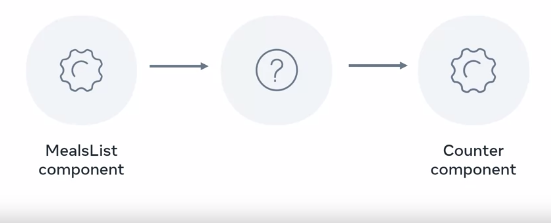 ?
MealsList
component
Counter
component